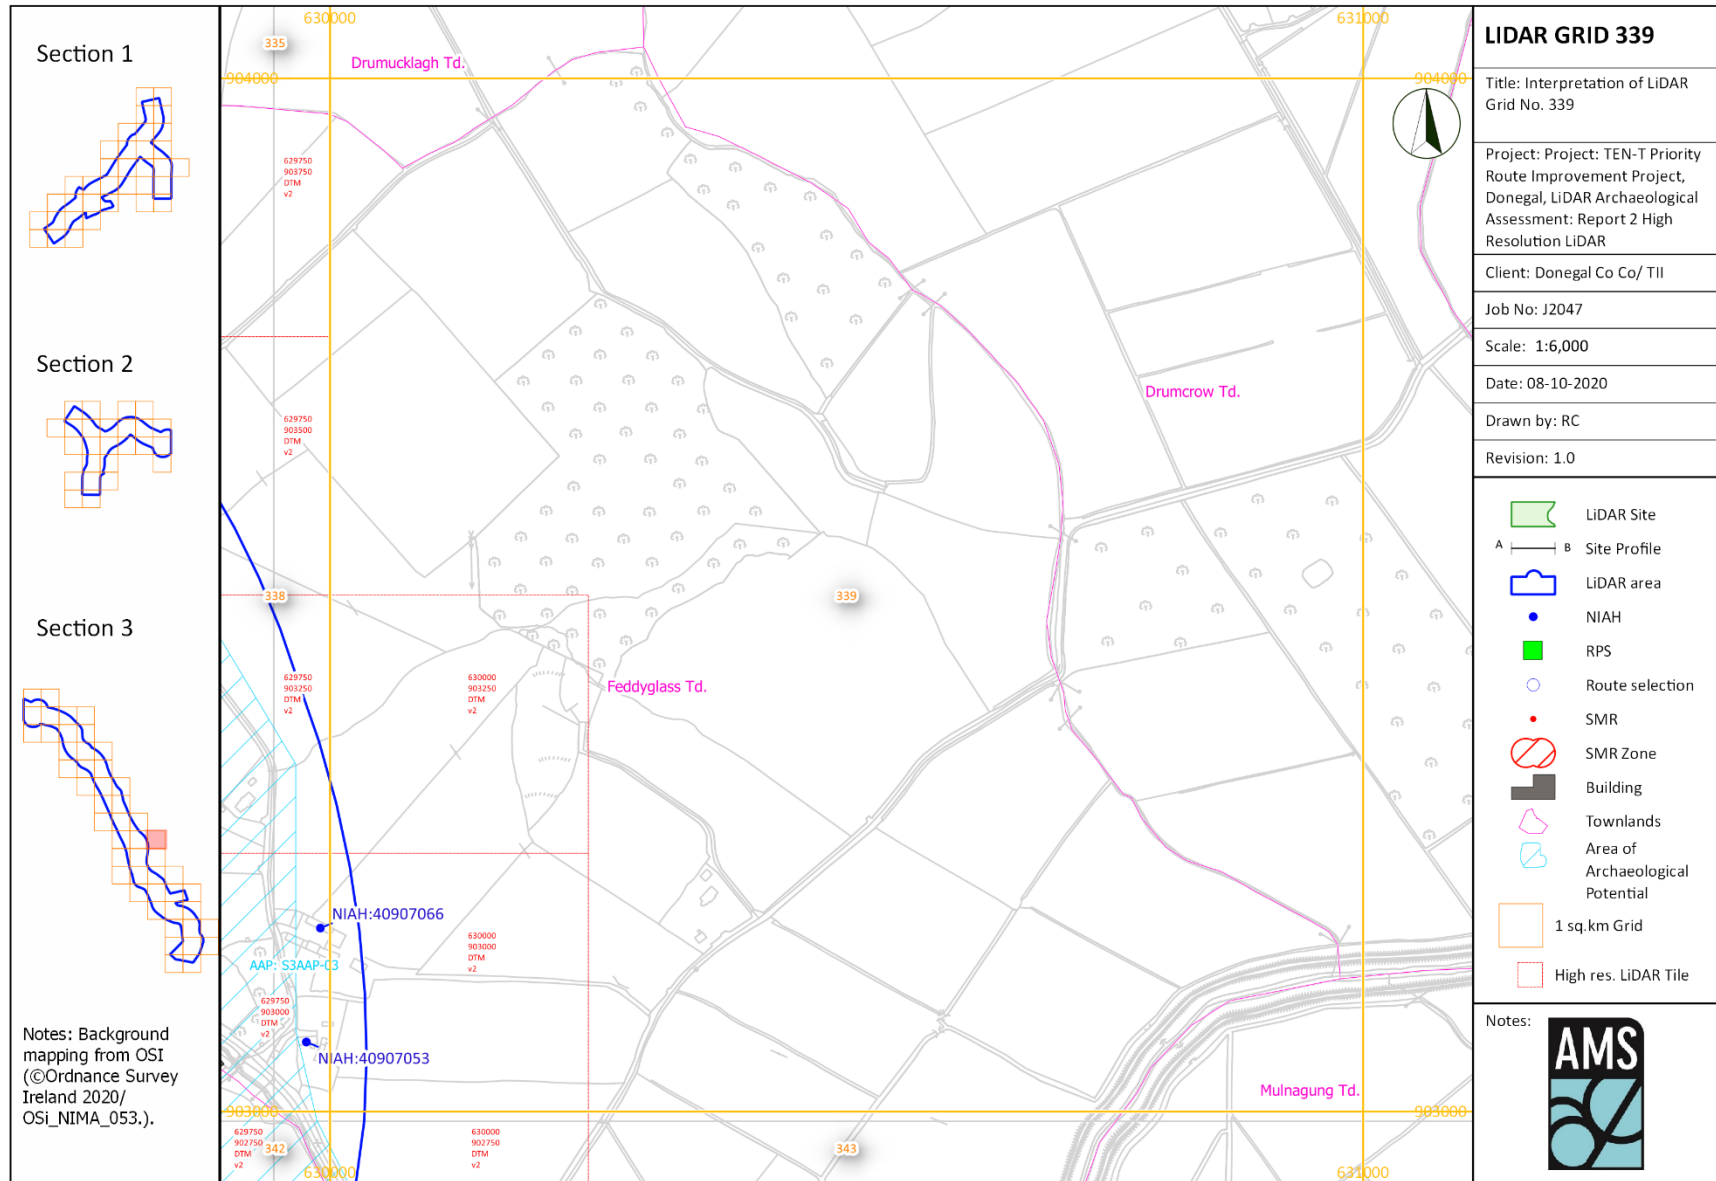 Section 1
Section 2
Section 3
Notes: Background
mapping from OSI
(©Ordnance Survey
Ireland 2020/
OSi_NIMA_053.).
630000
631000
335
904000
904000
Drumucklagh Td.
629750
903750
DTM
v2
Drumcrow Td.
629750
903500
DTM
v2
338
339
629750
903250
DTM
v2
630000
903250
DTM
v2
Feddyglass Td.
NIAH:40907066
AAP: S3AAP-03
630000
903000
DTM
v2
629750
903000
DTM
v2
NIAH:40907053
Mulnagung Td.
903000
903000
629750
902750
DTM
v2
342
630000
902750
DTM
v2
343
630000
631000
LIDAR GRID 339
Title: Interpretation of LiDAR
Grid No. 339
Project: Project: TEN-T Priority
Route Improvement Project,
Donegal, LiDAR Archaeological
Assessment: Report 2 High
Resolution LiDAR
Client: Donegal Co Co/ TII
Job No: J2047
Scale: 1:6,000
Date: 08-10-2020
Drawn by: RC
Revision: 1.0
LiDAR Site
A B Site Profile
LiDAR area
NIAH
RPS
Route selection
SMR
SMR Zone
Building
Townlands
Area of
Archaeological
Potential
1 sq.km Grid
High res. LiDAR Tile
Notes:
AMS